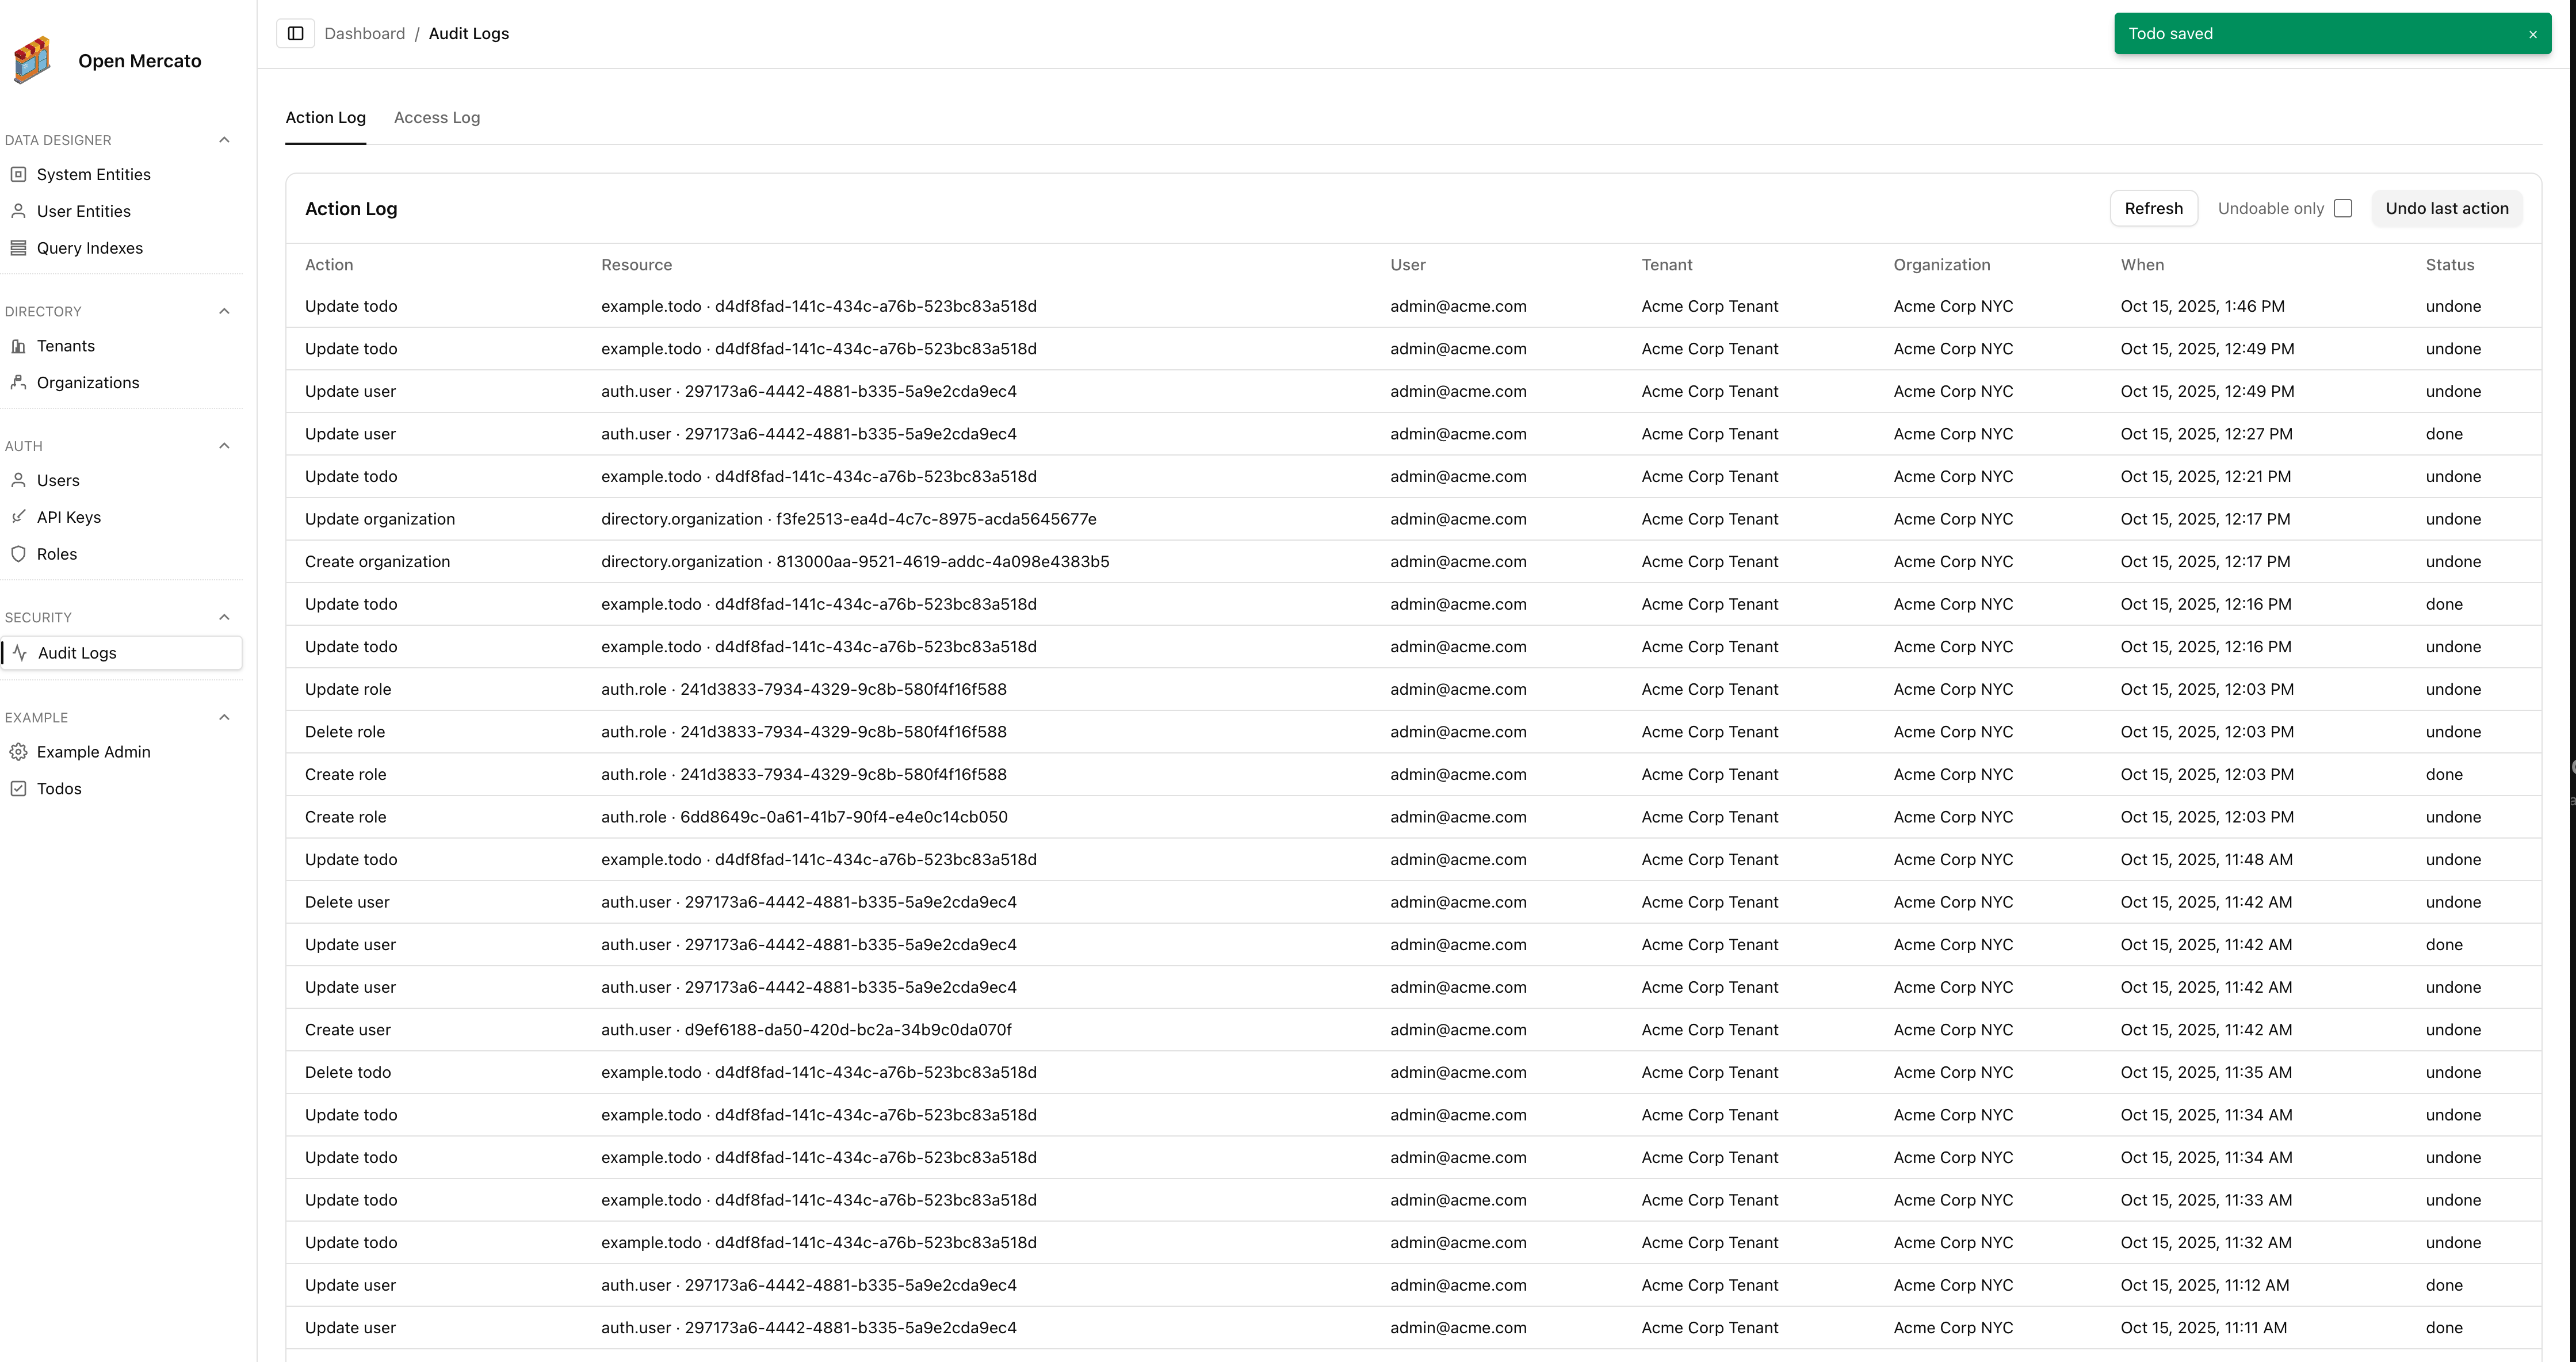 Open Mercato
DATA DESIGNER
System Entities
User Entities
Query Indexes
DIRECTORY
Tenants
Organizations
AUTH
Users
API Keys
Roles
SECURITY
Audit Logs
EXAMPLE
Example Admin
Todos
Dashboard / Audit Logs
Todo saved ×
Action Log Access Log
Action Log Refresh Undoable only Undo last action
Action Resource User Tenant Organization When Status
Update todo example.todo · d4df8fad-141c-434c-a76b-523bc83a518d admin@acme.com Acme Corp Tenant Acme Corp NYC Oct 15, 2025, 1:46 PM undone
Update todo example.todo · d4df8fad-141c-434c-a76b-523bc83a518d admin@acme.com Acme Corp Tenant Acme Corp NYC Oct 15, 2025, 12:49 PM undone
Update user auth.user · 297173a6-4442-4881-b335-5a9e2cda9ec4 admin@acme.com Acme Corp Tenant Acme Corp NYC Oct 15, 2025, 12:49 PM undone
Update user auth.user · 297173a6-4442-4881-b335-5a9e2cda9ec4 admin@acme.com Acme Corp Tenant Acme Corp NYC Oct 15, 2025, 12:27 PM done
Update todo example.todo · d4df8fad-141c-434c-a76b-523bc83a518d admin@acme.com Acme Corp Tenant Acme Corp NYC Oct 15, 2025, 12:21 PM undone
Update organization directory.organization · f3fe2513-ea4d-4c7c-8975-acda5645677e admin@acme.com Acme Corp Tenant Acme Corp NYC Oct 15, 2025, 12:17 PM undone
Create organization directory.organization · 813000aa-9521-4619-addc-4a098e4383b5 admin@acme.com Acme Corp Tenant Acme Corp NYC Oct 15, 2025, 12:17 PM undone
Update todo example.todo · d4df8fad-141c-434c-a76b-523bc83a518d admin@acme.com Acme Corp Tenant Acme Corp NYC Oct 15, 2025, 12:16 PM done
Update todo example.todo · d4df8fad-141c-434c-a76b-523bc83a518d admin@acme.com Acme Corp Tenant Acme Corp NYC Oct 15, 2025, 12:16 PM undone
Update role auth.role · 241d3833-7934-4329-9c8b-580f4f16f588 admin@acme.com Acme Corp Tenant Acme Corp NYC Oct 15, 2025, 12:03 PM undone
Delete role auth.role · 241d3833-7934-4329-9c8b-580f4f16f588 admin@acme.com Acme Corp Tenant Acme Corp NYC Oct 15, 2025, 12:03 PM undone
Create role auth.role · 241d3833-7934-4329-9c8b-580f4f16f588 admin@acme.com Acme Corp Tenant Acme Corp NYC Oct 15, 2025, 12:03 PM done
Create role auth.role · 6dd8649c-0a61-41b7-90f4-e4e0c14cb050 admin@acme.com Acme Corp Tenant Acme Corp NYC Oct 15, 2025, 12:03 PM undone
Update todo example.todo · d4df8fad-141c-434c-a76b-523bc83a518d admin@acme.com Acme Corp Tenant Acme Corp NYC Oct 15, 2025, 11:48 AM undone
Delete user auth.user · 297173a6-4442-4881-b335-5a9e2cda9ec4 admin@acme.com Acme Corp Tenant Acme Corp NYC Oct 15, 2025, 11:42 AM undone
Update user auth.user · 297173a6-4442-4881-b335-5a9e2cda9ec4 admin@acme.com Acme Corp Tenant Acme Corp NYC Oct 15, 2025, 11:42 AM done
Update user auth.user · 297173a6-4442-4881-b335-5a9e2cda9ec4 admin@acme.com Acme Corp Tenant Acme Corp NYC Oct 15, 2025, 11:42 AM undone
Create user auth.user · d9ef6188-da50-420d-bc2a-34b9c0da070f admin@acme.com Acme Corp Tenant Acme Corp NYC Oct 15, 2025, 11:42 AM undone
Delete todo example.todo · d4df8fad-141c-434c-a76b-523bc83a518d admin@acme.com Acme Corp Tenant Acme Corp NYC Oct 15, 2025, 11:35 AM undone
Update todo example.todo · d4df8fad-141c-434c-a76b-523bc83a518d admin@acme.com Acme Corp Tenant Acme Corp NYC Oct 15, 2025, 11:34 AM undone
Update todo example.todo · d4df8fad-141c-434c-a76b-523bc83a518d admin@acme.com Acme Corp Tenant Acme Corp NYC Oct 15, 2025, 11:34 AM undone
Update todo example.todo · d4df8fad-141c-434c-a76b-523bc83a518d admin@acme.com Acme Corp Tenant Acme Corp NYC Oct 15, 2025, 11:33 AM undone
Update todo example.todo · d4df8fad-141c-434c-a76b-523bc83a518d admin@acme.com Acme Corp Tenant Acme Corp NYC Oct 15, 2025, 11:32 AM undone
Update user auth.user · 297173a6-4442-4881-b335-5a9e2cda9ec4 admin@acme.com Acme Corp Tenant Acme Corp NYC Oct 15, 2025, 11:12 AM done
Update user auth.user · 297173a6-4442-4881-b335-5a9e2cda9ec4 admin@acme.com Acme Corp Tenant Acme Corp NYC Oct 15, 2025, 11:11 AM done